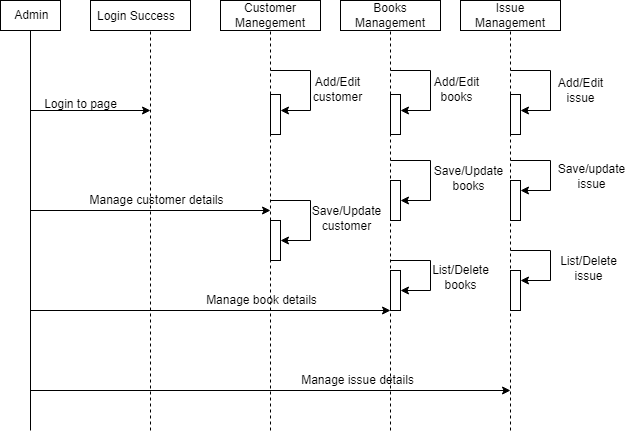 Admin
Login Success
Customer
Manegement
Books
Management
Issue
Management
Add/Edit
customer
Add/Edit
books
Add/Edit
issue
Login to page
Save/Update
books
Save/update
issue
Manage customer details
Save/Update
customer
List/Delete
books
List/Delete
issue
Manage book details
Manage issue details